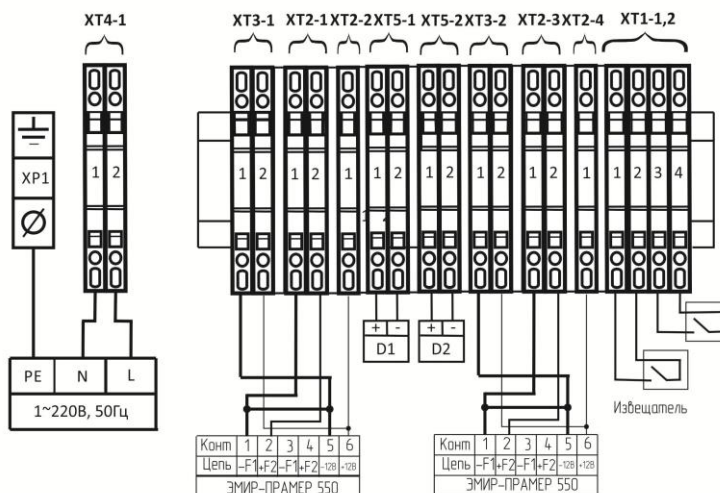 XT4-1 XT3-1 XT2-1 XT2-2 XT5-1 XT5-2 XT3-2 XT2-3 XT2-4 XT1-1,2
XP1 1 2 1 2 1 2 1 1 2 1 2 1 2 1 2 1 1 2 3 4
+ - + -
D1 D2
PE N L
1~220В, 50Гц
Извещатель
Конт 1 2 3 4 5 6
Цепь -F1 +F2 -F1 +F2 -12В +12В
ЭМИР-ПРАМЕР 550
Конт 1 2 3 4 5 6
Цепь -F1 +F2 -F1 +F2 -12В +12В
ЭМИР-ПРАМЕР 550